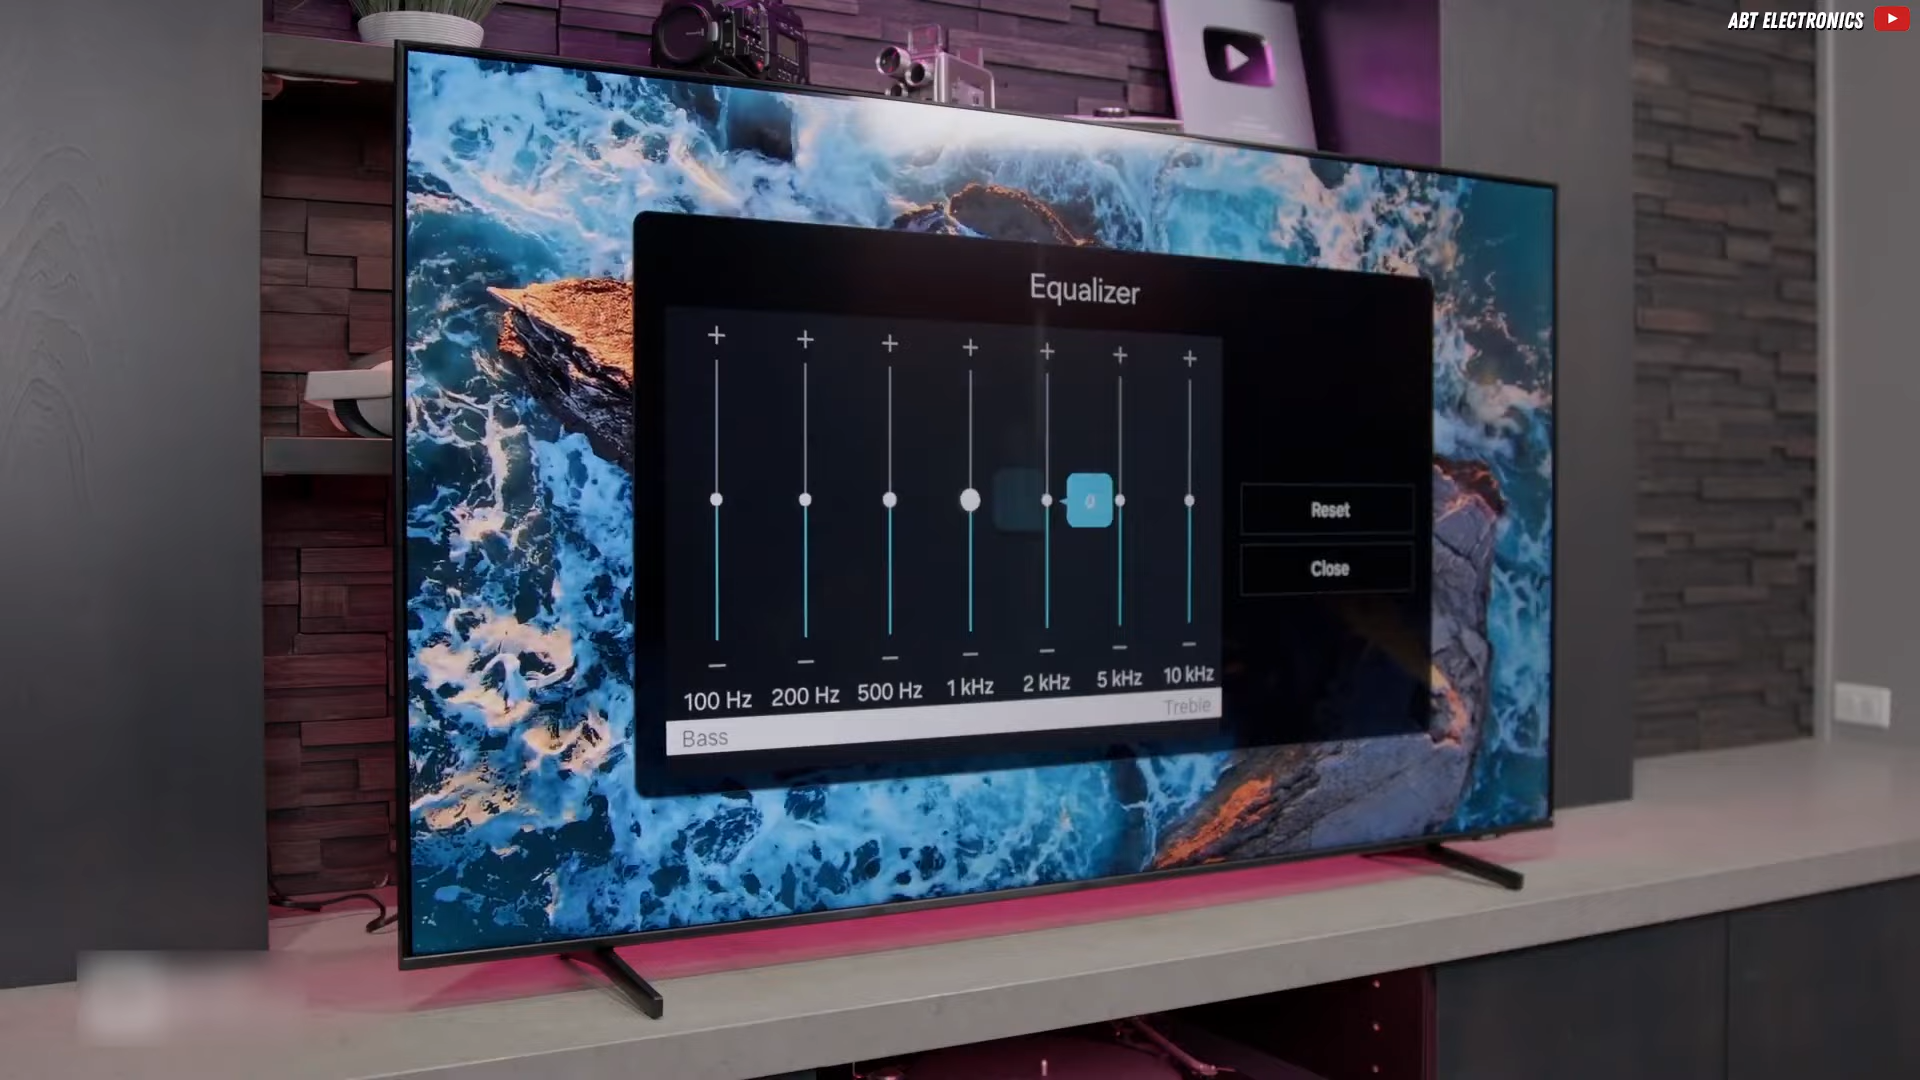 ABT ELECTRONICS
Equalizer
0
Reset
Close
100 Hz 200 Hz 500 Hz 1 kHz 2 kHz 5 kHz 10 kHz
Bass Treble